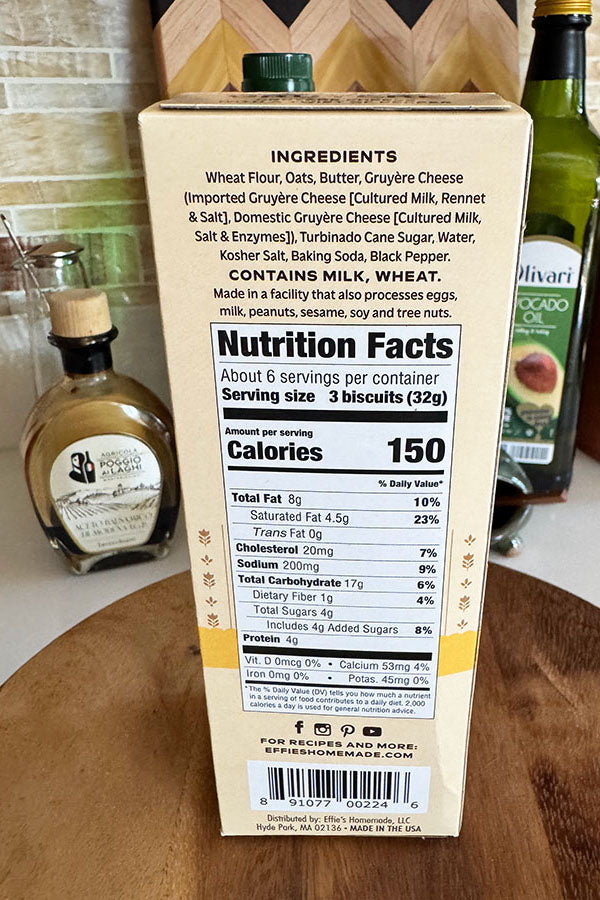 INGREDIENTS
Wheat Flour, Oats, Butter, Gruyère Cheese
(Imported Gruyère Cheese [Cultured Milk, Rennet
& Salt], Domestic Gruyère Cheese [Cultured Milk,
Salt & Enzymes]), Turbinado Cane Sugar, Water,
Kosher Salt, Baking Soda, Black Pepper.
CONTAINS MILK, WHEAT.
Made in a facility that also processes eggs,
milk, peanuts, sesame, soy and tree nuts.
Nutrition Facts
About 6 servings per container
Serving size 3 biscuits (32g)
Amount per serving
Calories 150
% Daily Value*
Total Fat 8g 10%
Saturated Fat 4.5g 23%
Trans Fat 0g
Cholesterol 20mg 7%
Sodium 200mg 9%
Total Carbohydrate 17g 6%
Dietary Fiber 1g 4%
Total Sugars 4g
Includes 4g Added Sugars 8%
Protein 4g
Vit. D 0mcg 0% • Calcium 53mg 4%
Iron 0mg 0% • Potas. 45mg 0%
*The % Daily Value (DV) tells you how much a nutrient
in a serving of food contributes to a daily diet. 2,000
calories a day is used for general nutrition advice.
FOR RECIPES AND MORE:
EFFIESHOMEMADE.COM
8 91077 00224 6
Distributed by: Effie's Homemade, LLC
Hyde Park, MA 02136 • MADE IN THE USA
AGRICOLA
POGGIO
AI LAGHI
ACETO BALSAMICO
DI MODENA I.G.P.
Olivari
AVOCADO
OIL